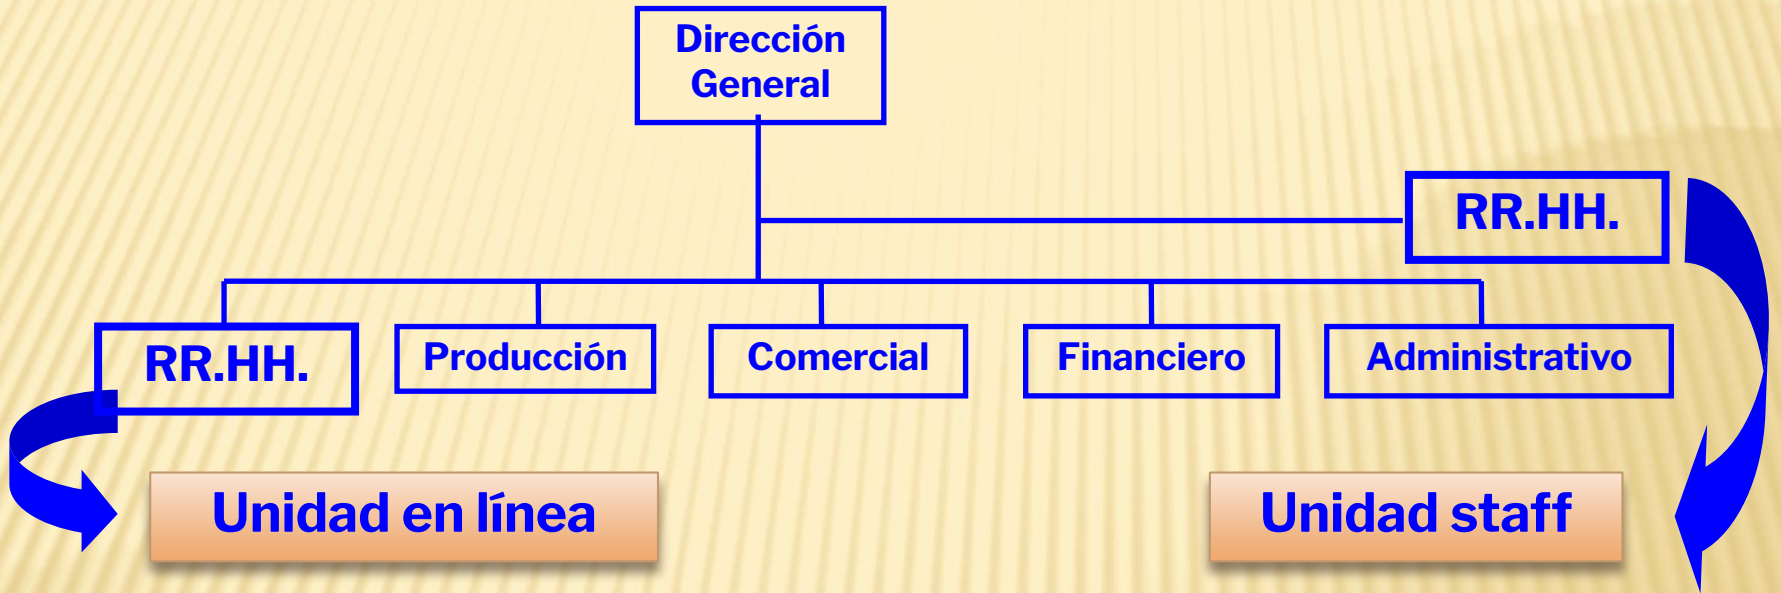 Dirección
General
RR.HH.
RR.HH.
Producción
Comercial
Financiero
Administrativo
Unidad en línea
Unidad staff